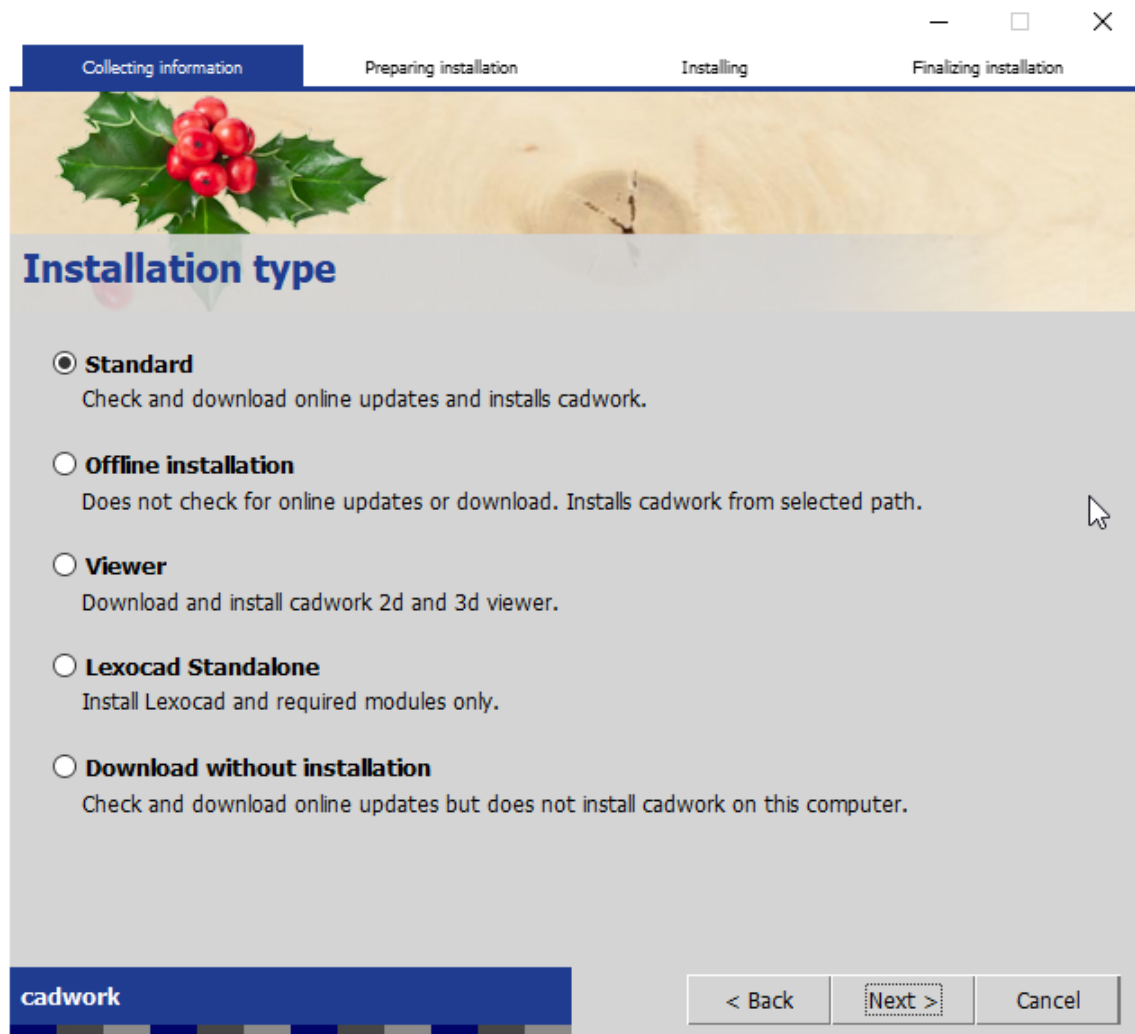 Collecting information Preparing installation Installing Finalizing installation
Installation type
Standard
Check and download online updates and installs cadwork.
Offline installation
Does not check for online updates or download. Installs cadwork from selected path.
Viewer
Download and install cadwork 2d and 3d viewer.
Lexocad Standalone
Install Lexocad and required modules only.
Download without installation
Check and download online updates but does not install cadwork on this computer.
cadwork
< Back Next > Cancel